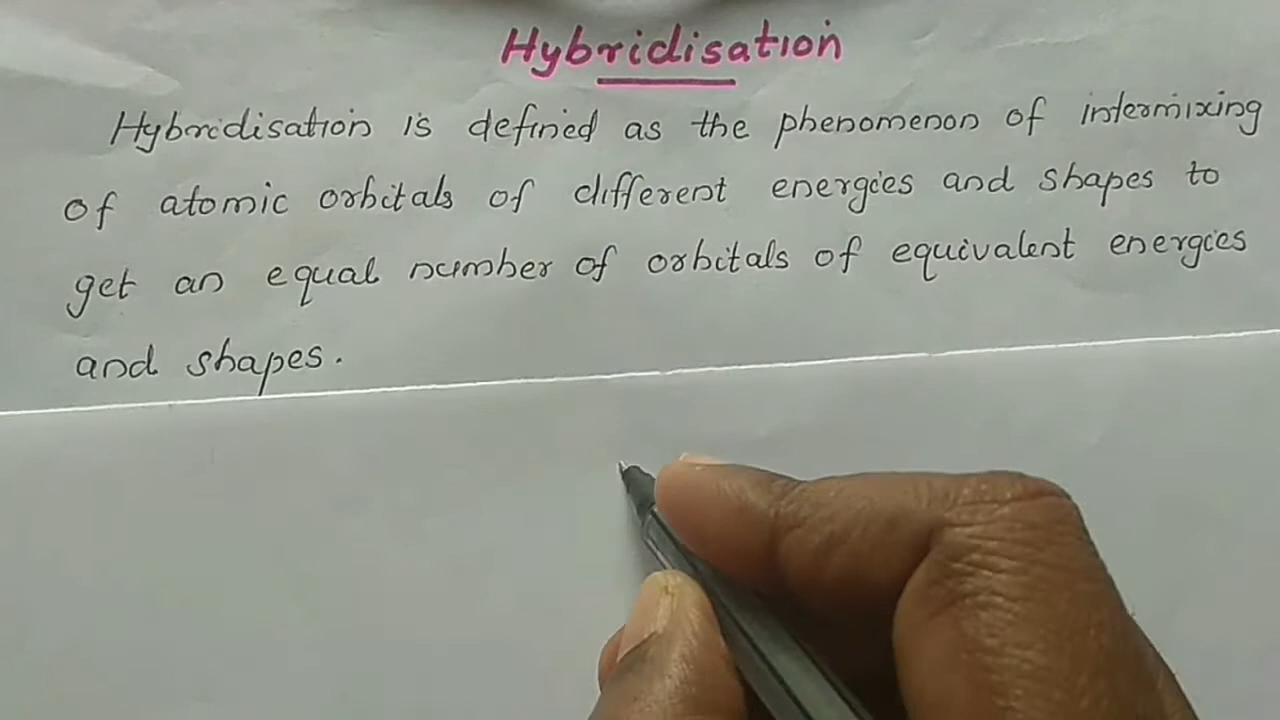 Hybridisation
Hybridisation is defined as the phenomenon of intermixing
of atomic orbitals of different energies and shapes to
get an equal number of orbitals of equivalent energies
and shapes.